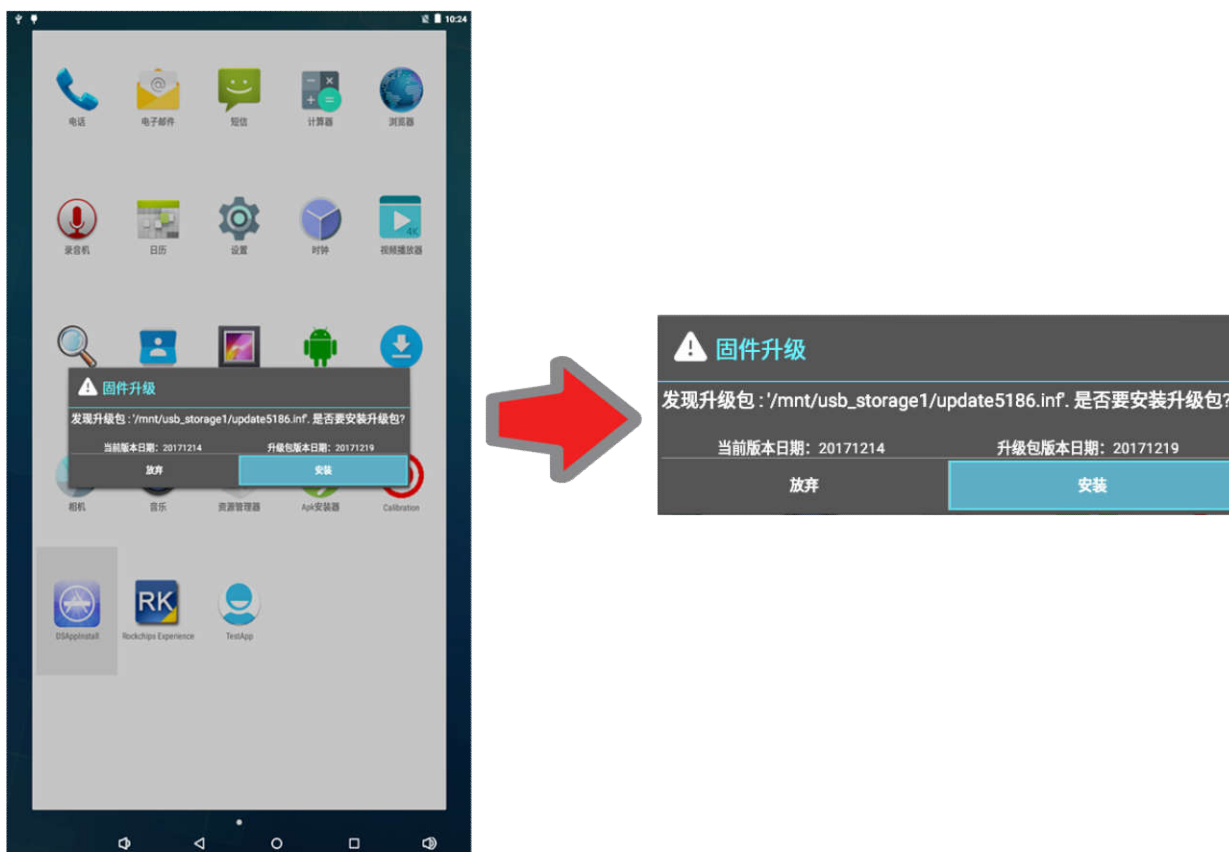 10:24
电话
电子邮件
短信
计算器
浏览器
录音机
日历
设置
时钟
4K
视频播放器
固件升级
发现升级包 : '/mnt/usb_storage1/update5186.inf'. 是否要安装升级包?
当前版本日期：20171214
升级包版本日期：20171219
放弃
安装
相机
音乐
资源管理器
Apk安装器
Calibration
DSAppInstall
RK
Rockchips Experience
TestApp
固件升级
发现升级包 : '/mnt/usb_storage1/update5186.inf'. 是否要安装升级包?
当前版本日期：20171214
升级包版本日期：20171219
放弃
安装